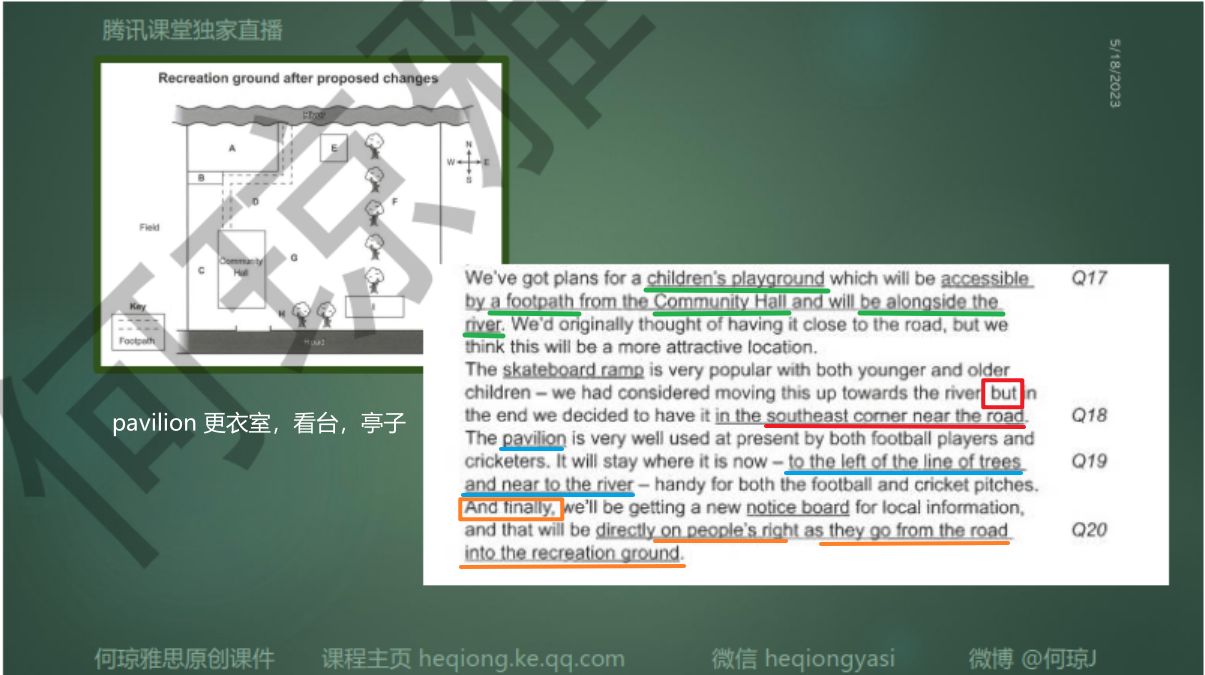 腾讯课堂独家直播
5/18/2023
Recreation ground after proposed changes
River
A
E
N
W
E
S
B
D
F
Field
Community
Hall
C
G
I
H
Key
Footpath
Road
We've got plans for a children's playground which will be accessible Q17
by a footpath from the Community Hall and will be alongside the
river. We'd originally thought of having it close to the road, but we
think this will be a more attractive location.
The skateboard ramp is very popular with both younger and older
children – we had considered moving this up towards the river, but in
the end we decided to have it in the southeast corner near the road. Q18
The pavilion is very well used at present by both football players and
cricketers. It will stay where it is now – to the left of the line of trees Q19
and near to the river – handy for both the football and cricket pitches.
And finally, we'll be getting a new notice board for local information,
and that will be directly on people's right as they go from the road Q20
into the recreation ground.
pavilion 更衣室，看台，亭子
何琼雅
何琼雅思原创课件 课程主页 heqiong.ke.qq.com 微信 heqiongyasi 微博 @何琼J